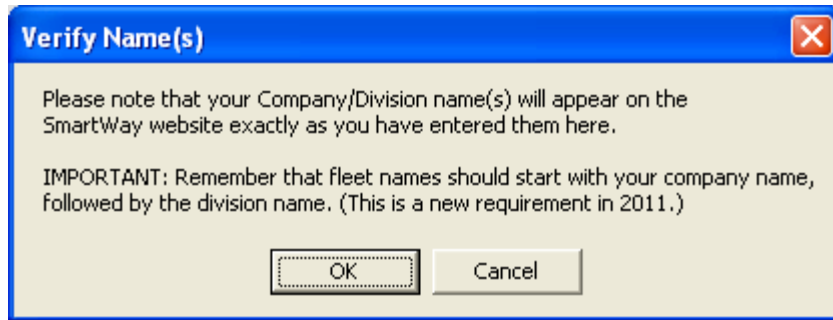 Verify Name(s)
Please note that your Company/Division name(s) will appear on the
SmartWay website exactly as you have entered them here.
IMPORTANT: Remember that fleet names should start with your company name,
followed by the division name. (This is a new requirement in 2011.)
OK
Cancel